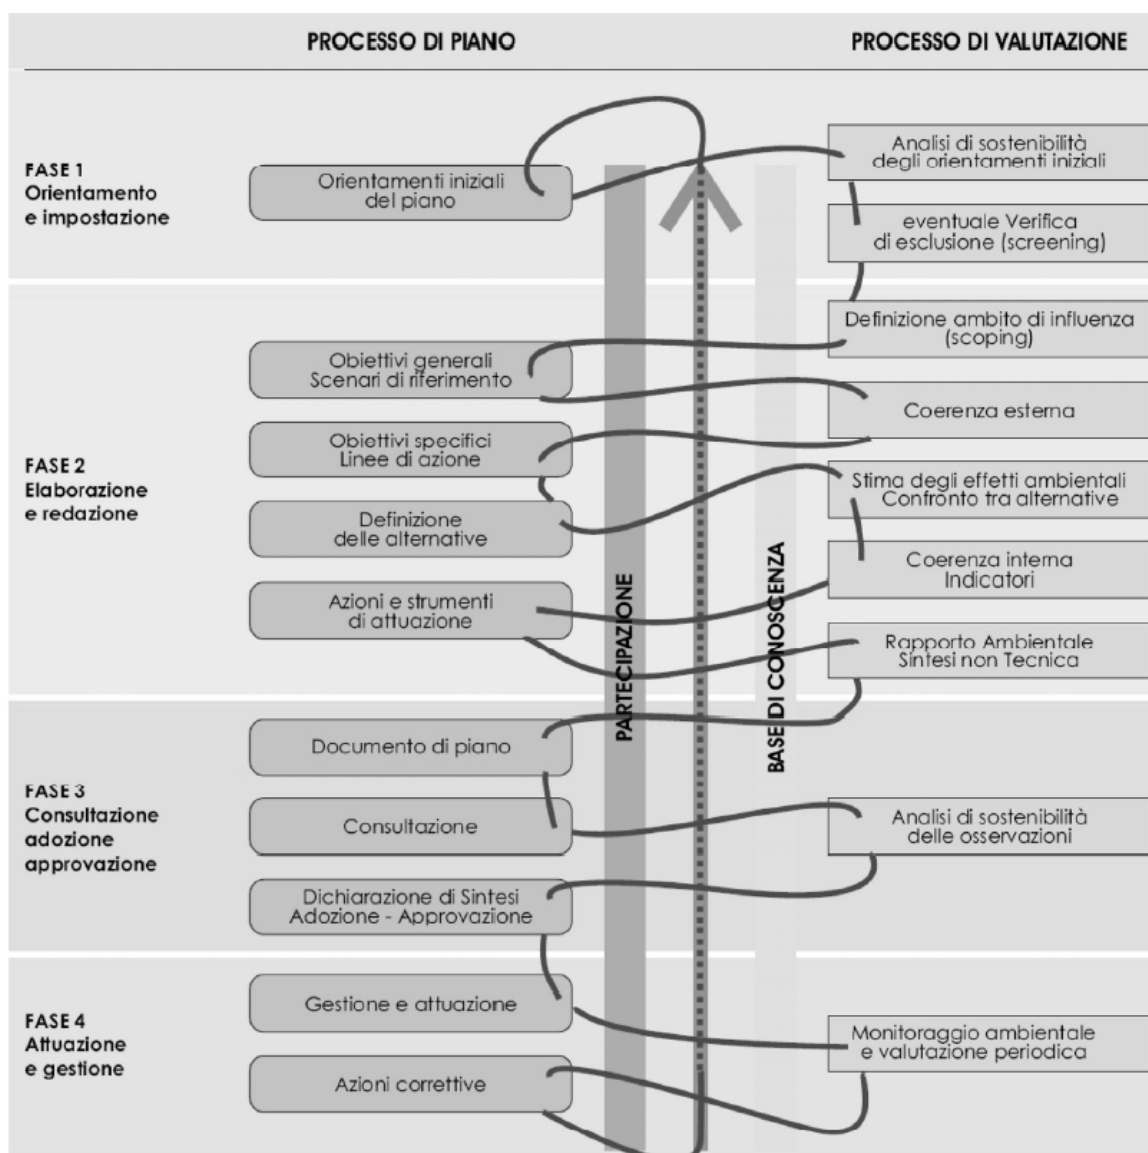 PROCESSO DI PIANO
PROCESSO DI VALUTAZIONE
FASE 1
Orientamento
e impostazione
Orientamenti iniziali
del piano
Analisi di sostenibilità
degli orientamenti iniziali
eventuale Verifica
di esclusione (screening)
FASE 2
Elaborazione
e redazione
Definizione ambito di influenza
(scoping)
Obiettivi generali
Scenari di riferimento
Coerenza esterna
Obiettivi specifici
Linee di azione
Stima degli effetti ambientali
Confronto tra alternative
Definizione
delle alternative
Coerenza interna
Indicatori
Azioni e strumenti
di attuazione
Rapporto Ambientale
Sintesi non Tecnica
PARTECIPAZIONE
BASE DI CONOSCENZA
FASE 3
Consultazione
adozione
approvazione
Documento di piano
Consultazione
Analisi di sostenibilità
delle osservazioni
Dichiarazione di Sintesi
Adozione - Approvazione
FASE 4
Attuazione
e gestione
Gestione e attuazione
Monitoraggio ambientale
e valutazione periodica
Azioni correttive